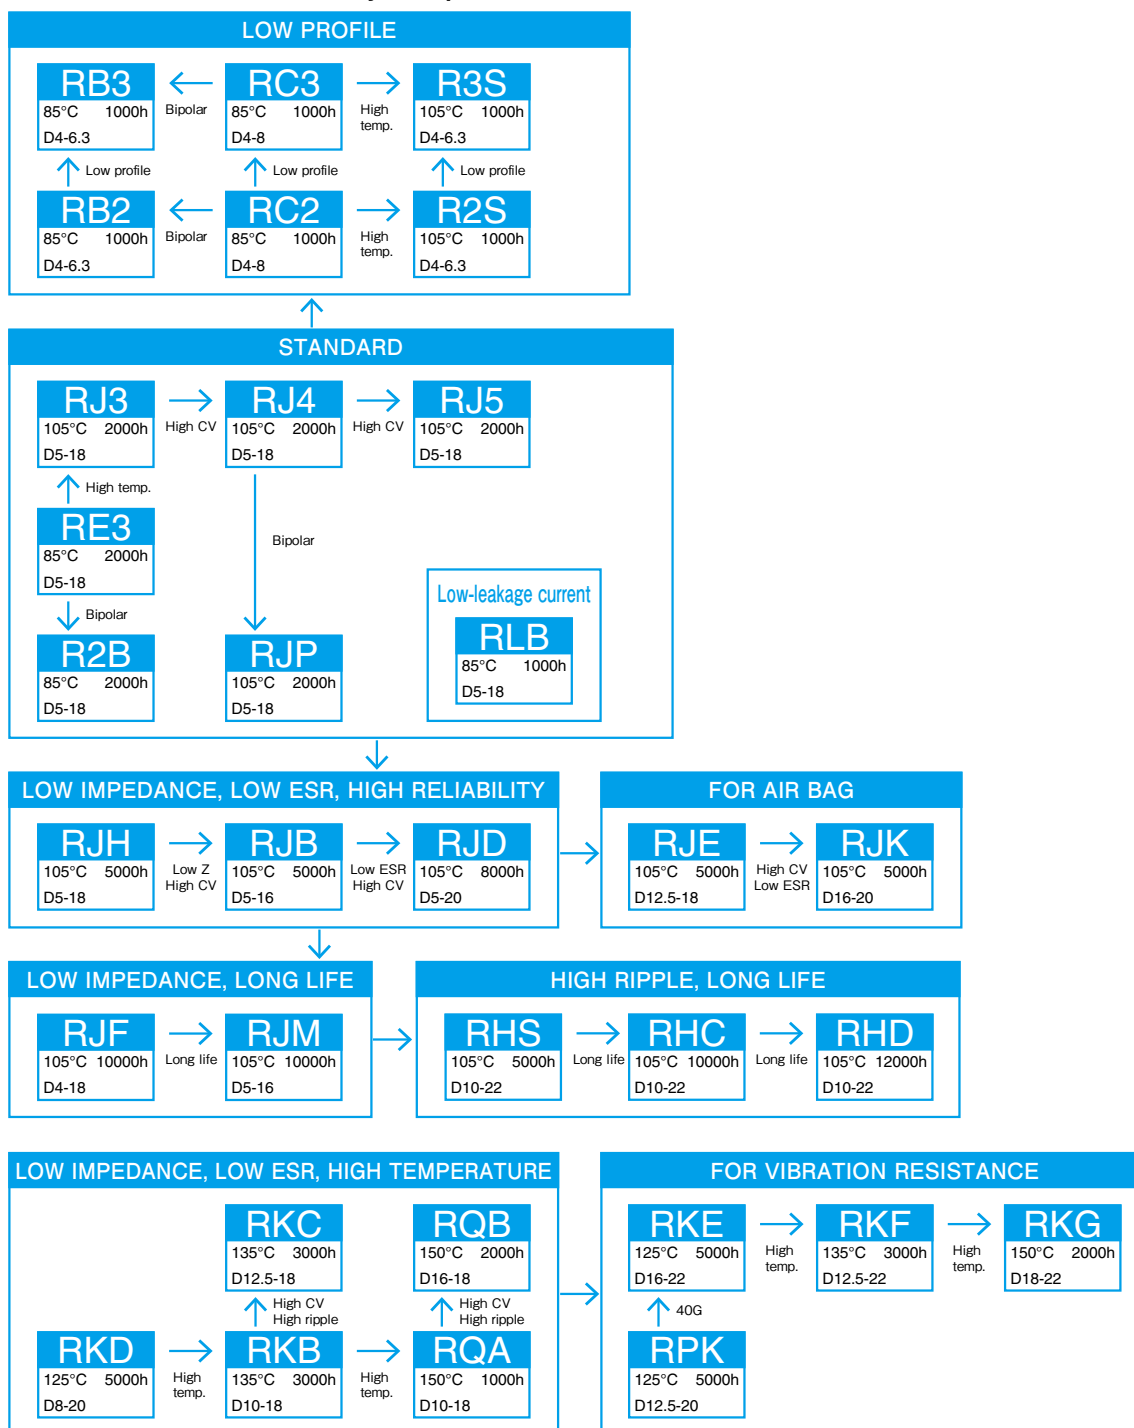 LOW PROFILE
RB3
85°C 1000h
D4-6.3
Bipolar
RC3
85°C 1000h
D4-8
High
temp.
R3S
105°C 1000h
D4-6.3
Low profile
Low profile
Low profile
RB2
85°C 1000h
D4-6.3
Bipolar
RC2
85°C 1000h
D4-8
High
temp.
R2S
105°C 1000h
D4-6.3
STANDARD
RJ3
105°C 2000h
D5-18
High CV
RJ4
105°C 2000h
D5-18
High CV
RJ5
105°C 2000h
D5-18
High temp.
RE3
85°C 2000h
D5-18
Bipolar
Bipolar
R2B
85°C 2000h
D5-18
RJP
105°C 2000h
D5-18
Low-leakage current
RLB
85°C 1000h
D5-18
LOW IMPEDANCE, LOW ESR, HIGH RELIABILITY
RJH
105°C 5000h
D5-18
Low Z
High CV
RJB
105°C 5000h
D5-16
Low ESR
High CV
RJD
105°C 8000h
D5-20
FOR AIR BAG
RJE
105°C 5000h
D12.5-18
High CV
Low ESR
RJK
105°C 5000h
D16-20
LOW IMPEDANCE, LONG LIFE
RJF
105°C 10000h
D4-18
Long life
RJM
105°C 10000h
D5-16
HIGH RIPPLE, LONG LIFE
RHS
105°C 5000h
D10-22
Long life
RHC
105°C 10000h
D10-22
Long life
RHD
105°C 12000h
D10-22
LOW IMPEDANCE, LOW ESR, HIGH TEMPERATURE
RKC
135°C 3000h
D12.5-18
RQB
150°C 2000h
D16-18
High CV
High ripple
High CV
High ripple
RKD
125°C 5000h
D8-20
High
temp.
RKB
135°C 3000h
D10-18
High
temp.
RQA
150°C 1000h
D10-18
FOR VIBRATION RESISTANCE
RKE
125°C 5000h
D16-22
High
temp.
RKF
135°C 3000h
D12.5-22
High
temp.
RKG
150°C 2000h
D18-22
40G
RPK
125°C 5000h
D12.5-20